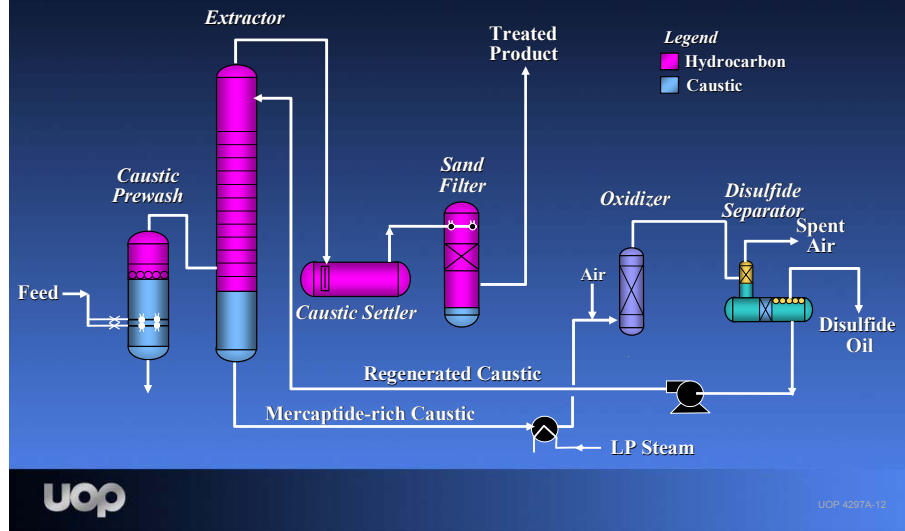 Extractor
Treated
Product
Legend
Hydrocarbon
Caustic
Caustic
Prewash
Sand
Filter
Oxidizer
Disulfide
Separator
Spent
Air
Feed
Air
Caustic Settler
Disulfide
Oil
Regenerated Caustic
Mercaptide-rich Caustic
LP Steam
uop
UOP 4297A-12